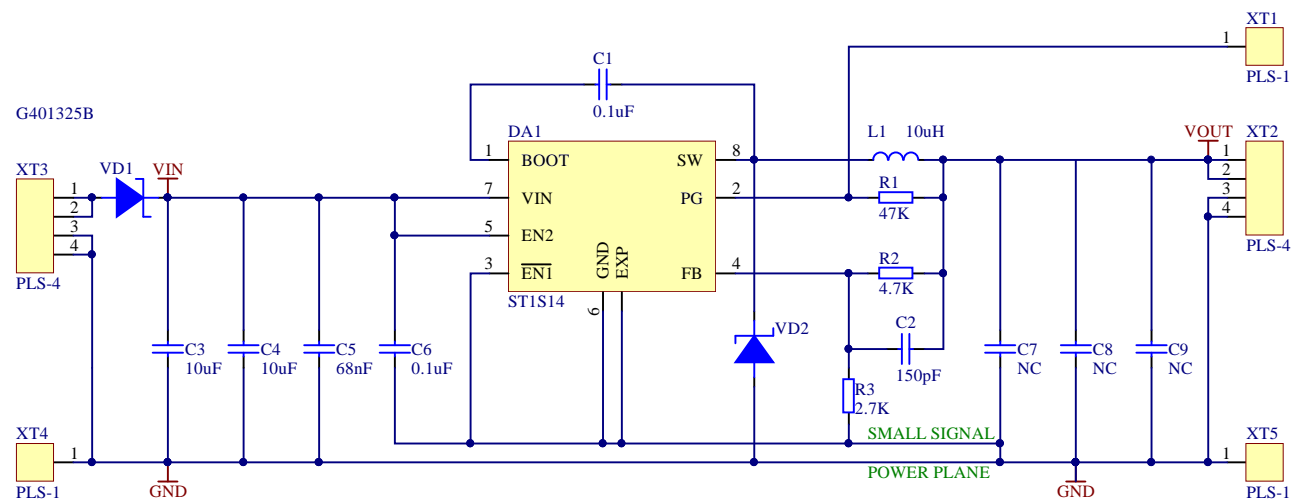 XT1
1
PLS-1
C1
0.1uF
G401325B
DA1
L1 10uH
VOUT
XT2
1 BOOT SW 8
1
2
3
4
PLS-4
XT3
1
2
3
4
PLS-4
VD1
VIN
7 VIN PG 2
R1
47K
5 EN2
3 EN1 FB 4
GND
EXP
6
ST1S14
R2
4.7K
C2
150pF
VD2
C3
10uF
C4
10uF
C5
68nF
C6
0.1uF
C7
NC
C8
NC
C9
NC
R3
2.7K
SMALL SIGNAL
POWER PLANE
XT4
1
PLS-1
GND
GND
XT5
1
PLS-1